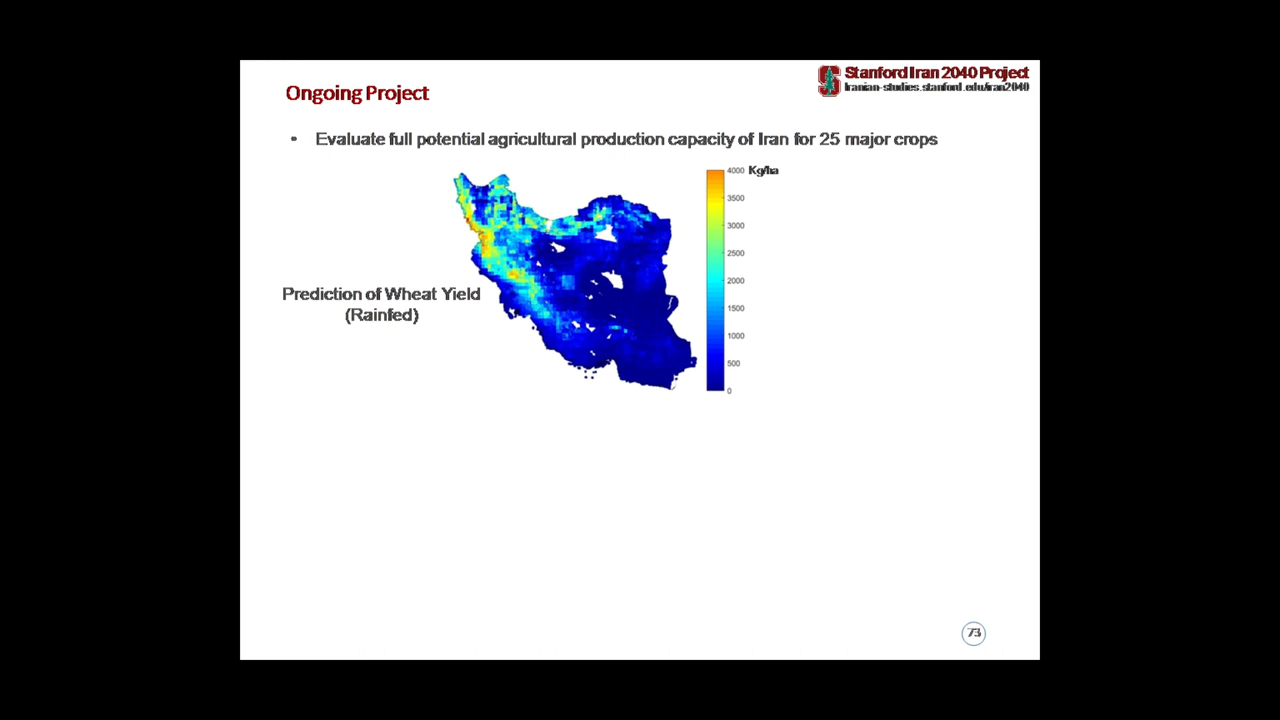 Stanford Iran 2040 Project
Iranian-studies.stanford.edu/iran2040
Ongoing Project
• Evaluate full potential agricultural production capacity of Iran for 25 major crops
4000 Kg/ha
3500
3000
2500
2000
1500
1000
500
0
Prediction of Wheat Yield
(Rainfed)
73